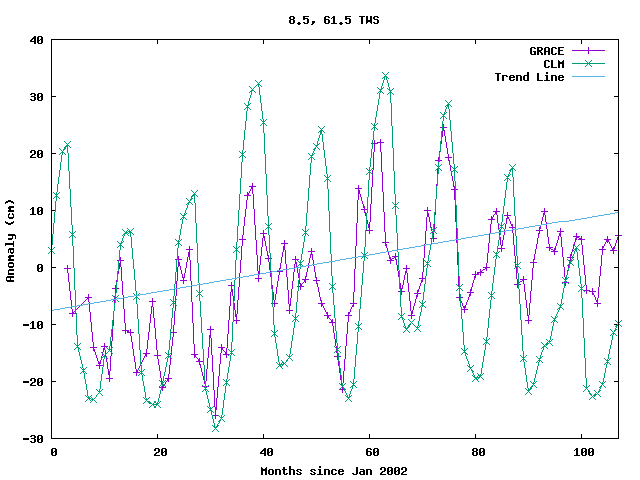 8.5, 61.5 TWS
GRACE
CLM
Trend Line
40
30
20
10
0
-10
-20
-30
Anomaly (cm)
0 20 40 60 80 100
Months since Jan 2002